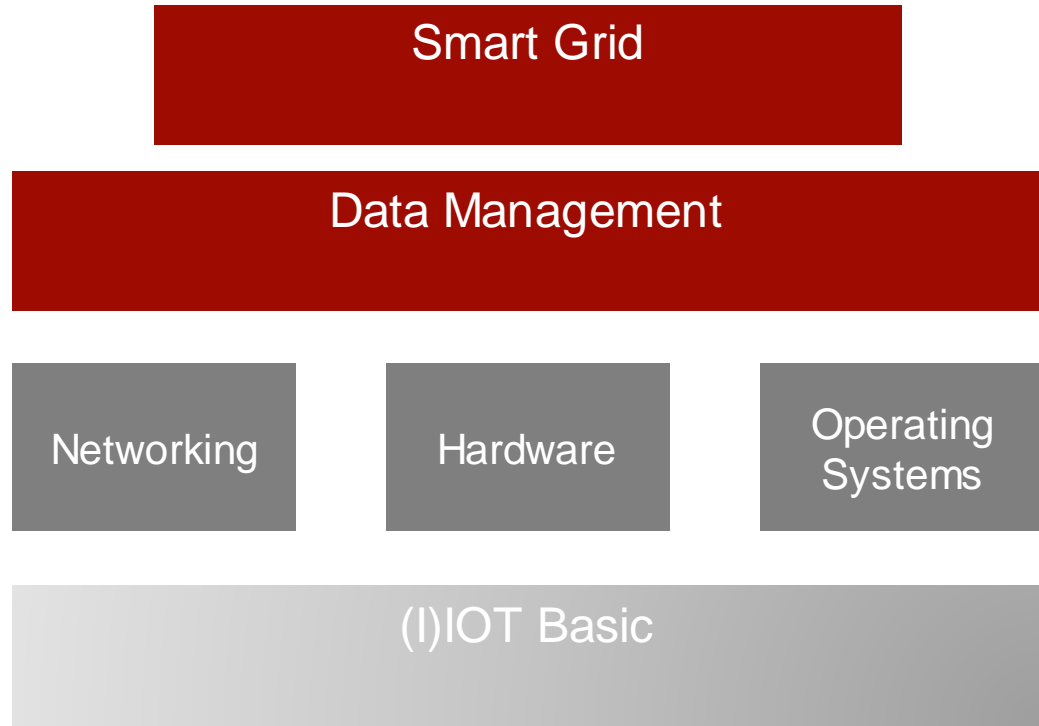 Smart Grid
Data Management
Networking
Hardware
Operating
Systems
(I)IOT Basic